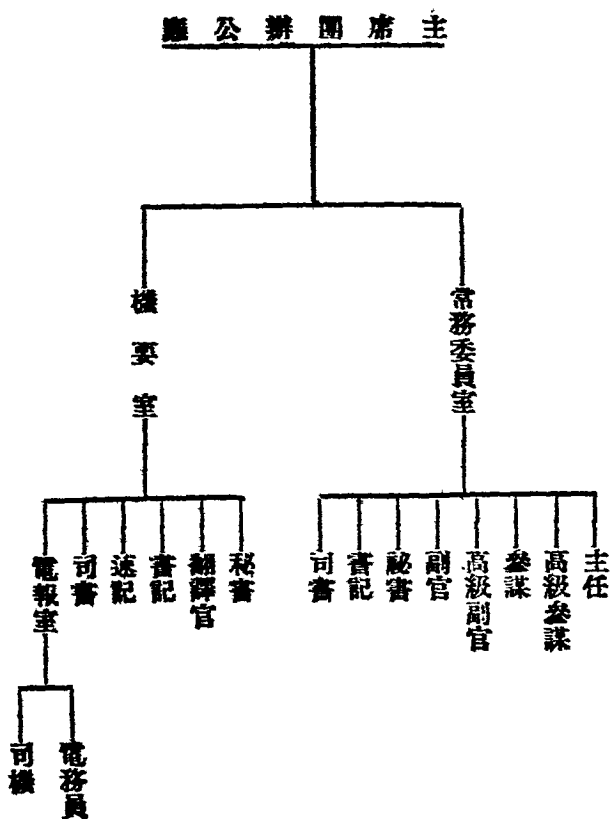 主席團辦公廳
常務委員室
機要室
主任
高級參謀
參謀
高級副官
副官
祕書
書記
司書
秘書
翻譯官
書記
速記
司書
電報室
電務員
司機